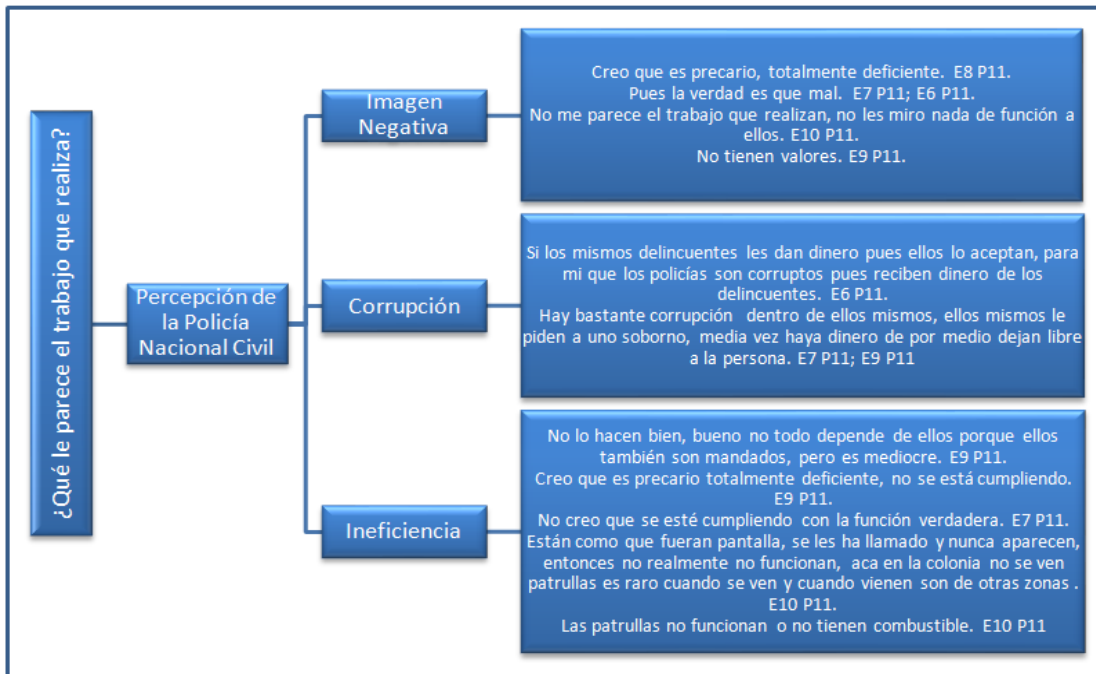 ¿Qué le parece el trabajo que realiza?
Percepción de
la Policía
Nacional Civil
Imagen
Negativa
Creo que es precario, totalmente deficiente. E8 P11.
Pues la verdad es que mal. E7 P11; E6 P11.
No me parece el trabajo que realizan, no les miro nada de función a
ellos. E10 P11.
No tienen valores. E9 P11.
Corrupción
Si los mismos delincuentes les dan dinero pues ellos lo aceptan, para
mi que los policías son corruptos pues reciben dinero de los
delincuentes. E6 P11.
Hay bastante corrupción dentro de ellos mismos, ellos mismos le
piden a uno soborno, media vez haya dinero de por medio dejan libre
a la persona. E7 P11; E9 P11
Ineficiencia
No lo hacen bien, bueno no todo depende de ellos porque ellos
también son mandados, pero es mediocre. E9 P11.
Creo que es precario totalmente deficiente, no se está cumpliendo.
E9 P11.
No creo que se esté cumpliendo con la función verdadera. E7 P11.
Están como que fueran pantalla, se les ha llamado y nunca aparecen,
entonces no realmente no funcionan, aca en la colonia no se ven
patrullas es raro cuando se ven y cuando vienen son de otras zonas .
E10 P11.
Las patrullas no funcionan o no tienen combustible. E10 P11